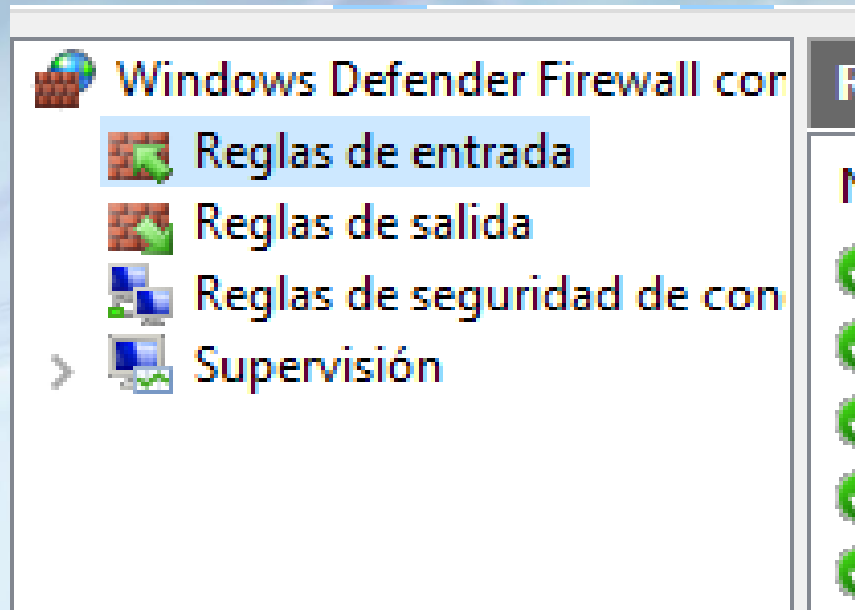 Windows Defender Firewall con
Reglas de entrada
Reglas de salida
Reglas de seguridad de con
Supervisión